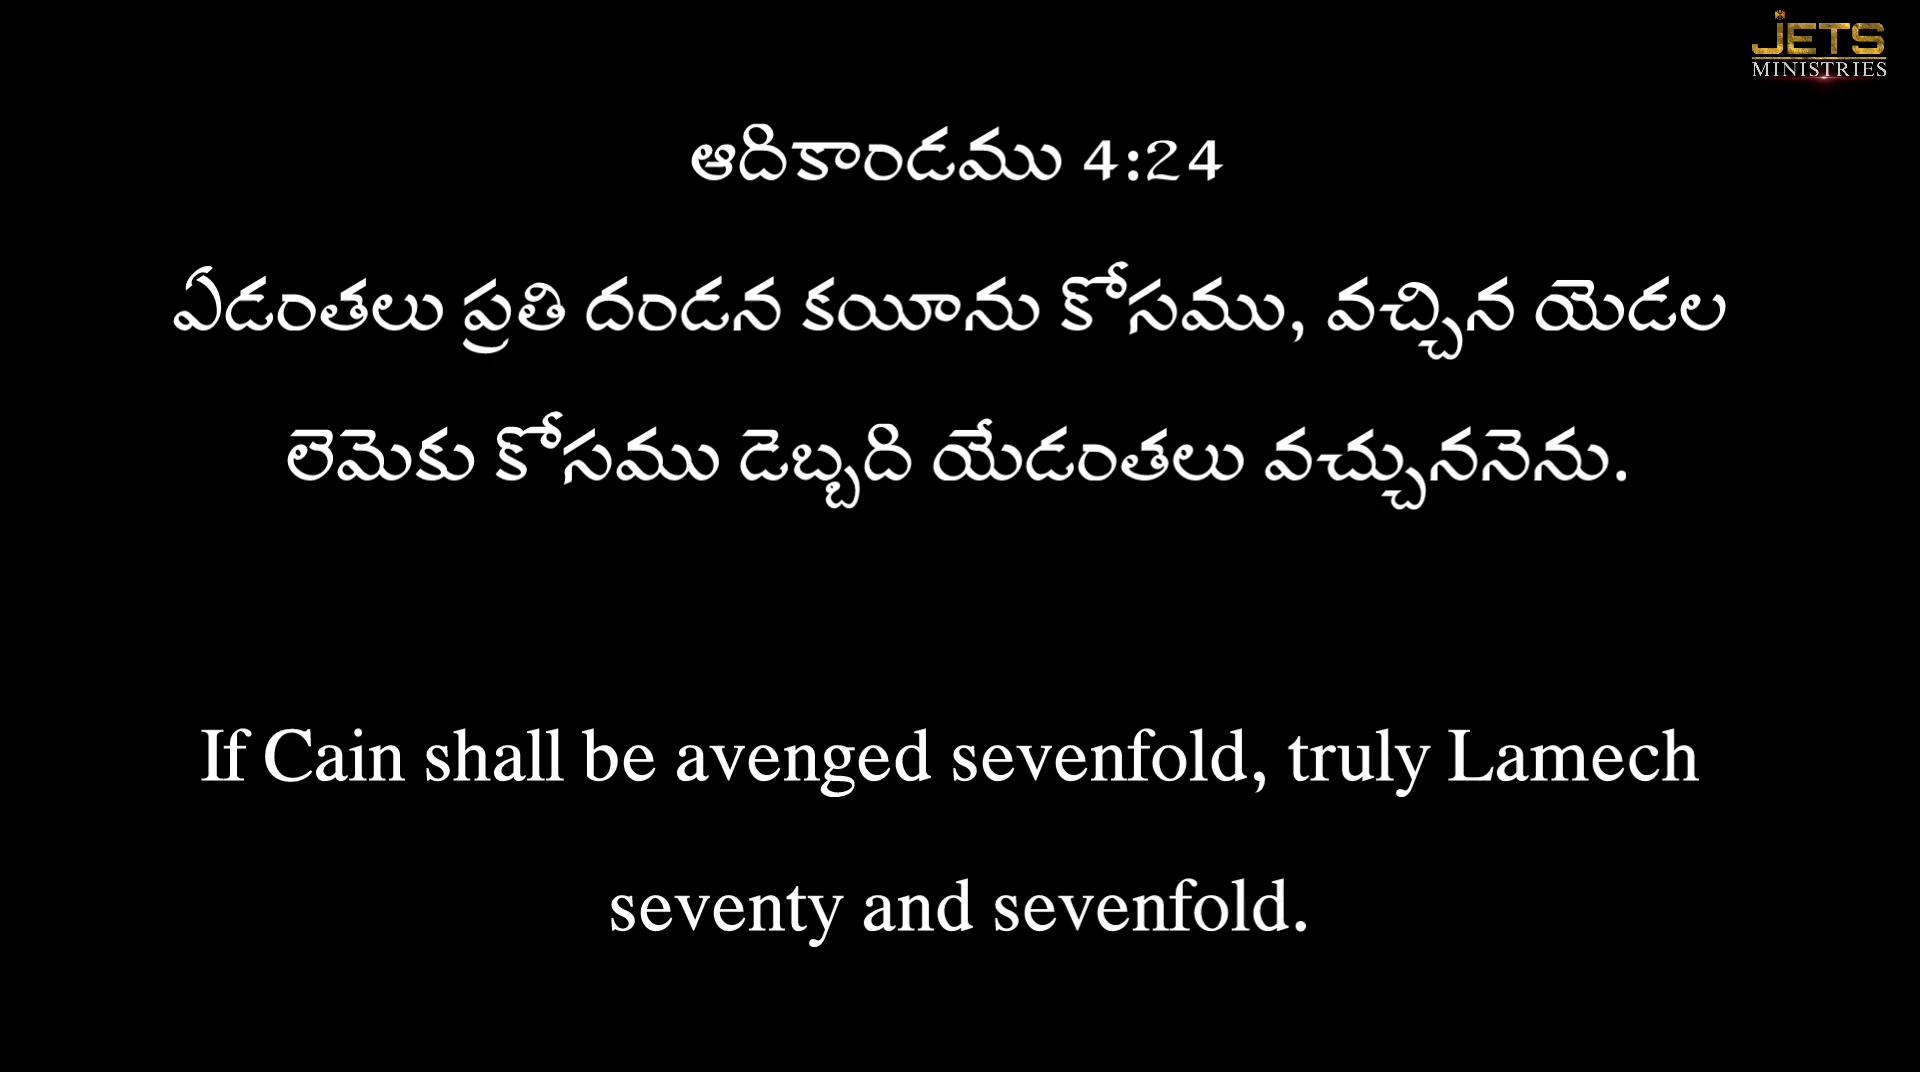 JETS
MINISTRIES
ఆదికాండము 4:24
ఏడంతలు ప్రతి దండన కయీను కోసము, వచ్చిన యెడల
లెమెకు కోసము డెబ్బది యేడంతలు వచ్చుననెను.
If Cain shall be avenged sevenfold, truly Lamech
seventy and sevenfold.